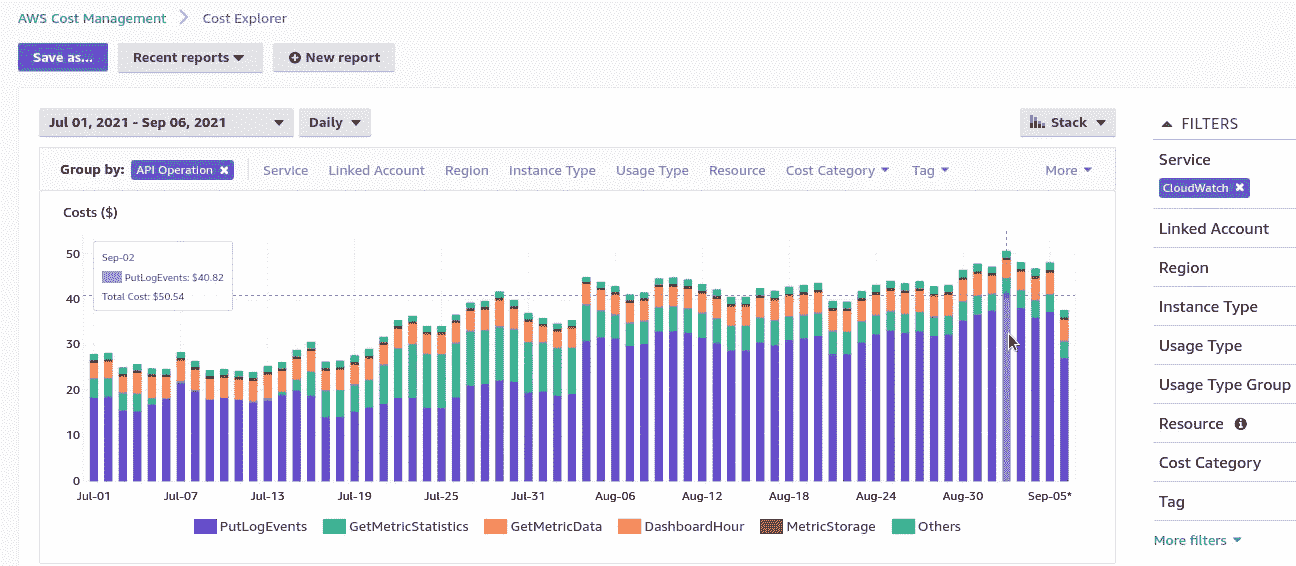 AWS Cost Management > Cost Explorer
Save as... Recent reports New report
Jul 01, 2021 - Sep 06, 2021 Daily Stack
FILTERS
Group by: API Operation × Service Linked Account Region Instance Type Usage Type Resource Cost Category Tag More
Service
CloudWatch ×
Costs ($)
Linked Account
Region
Instance Type
Usage Type
Usage Type Group
Resource
Cost Category
Tag
More filters
Sep-02
PutLogEvents: $40.82
Total Cost: $50.54
50
40
30
20
10
0
Jul-01 Jul-07 Jul-13 Jul-19 Jul-25 Jul-31 Aug-06 Aug-12 Aug-18 Aug-24 Aug-30 Sep-05*
PutLogEvents GetMetricStatistics GetMetricData DashboardHour MetricStorage Others